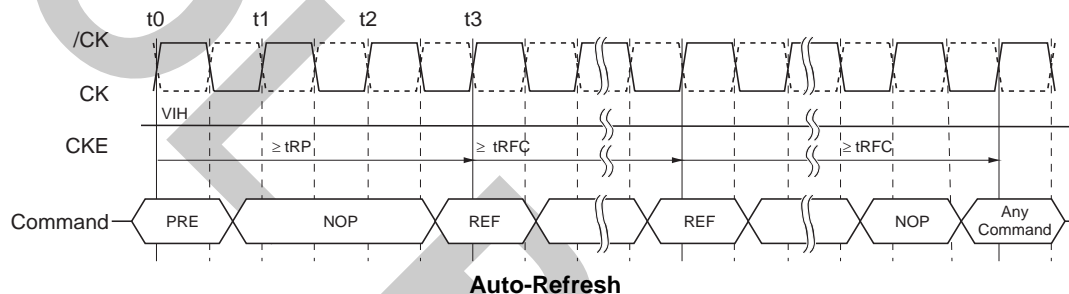 t0 t1 t2 t3
/CK
CK
VIH
CKE
≥ tRP ≥ tRFC ≥ tRFC
Command PRE NOP REF REF NOP Any Command
Auto-Refresh